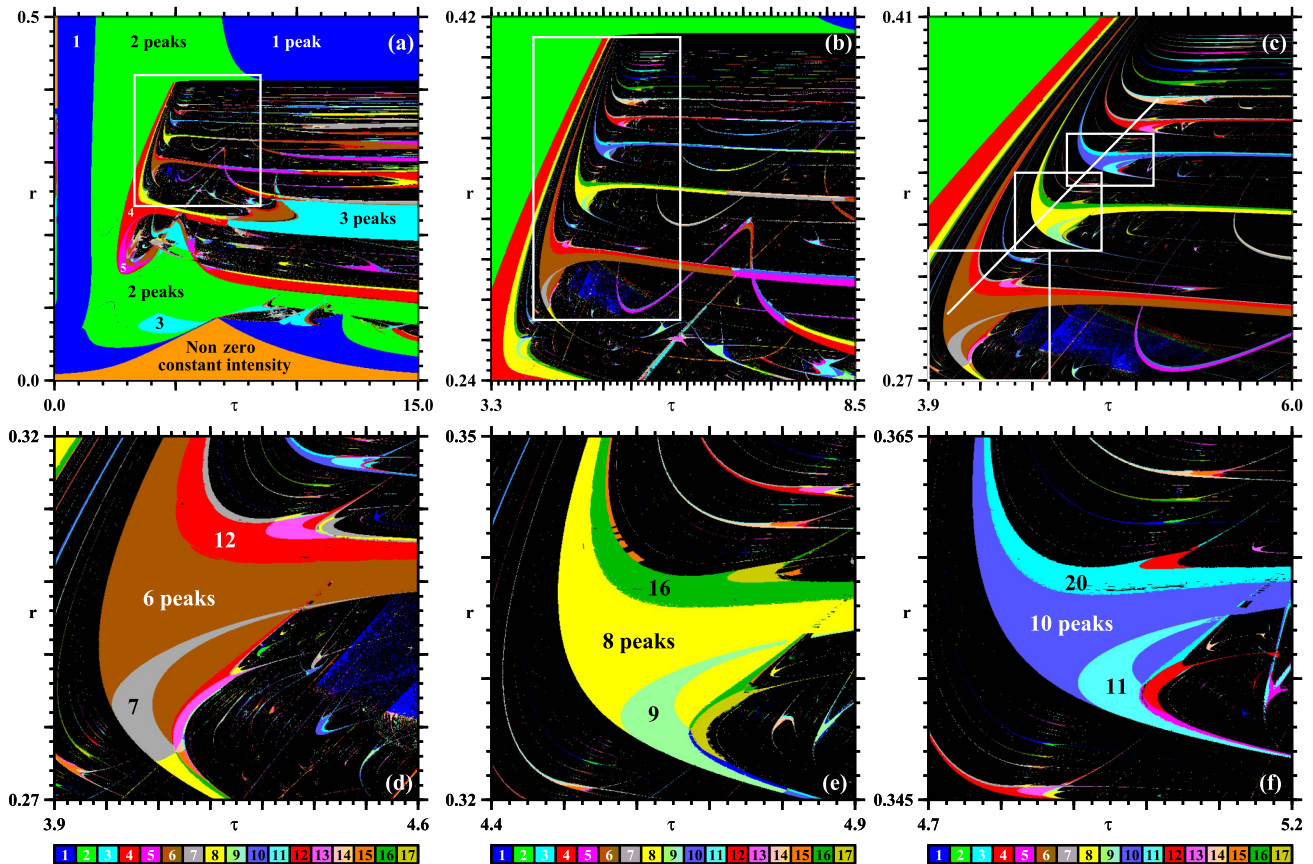 0.5 1 2 peaks 1 peak (a)
r
4
3 peaks
5
2 peaks
3
Non zero
constant intensity
0.0
0.0 τ 15.0
0.42 (b)
r
0.24
3.3 τ 8.5
0.41 (c)
r
0.27
3.9 τ 6.0
0.32
12
r 6 peaks
7
0.27 (d)
3.9 τ 4.6
0.35
16
r 8 peaks
9
0.32 (e)
4.4 τ 4.9
0.365
20
r 10 peaks
11
0.345 (f)
4.7 τ 5.2
1 2 3 4 5 6 7 8 9 10 11 12 13 14 15 16 17
1 2 3 4 5 6 7 8 9 10 11 12 13 14 15 16 17
1 2 3 4 5 6 7 8 9 10 11 12 13 14 15 16 17